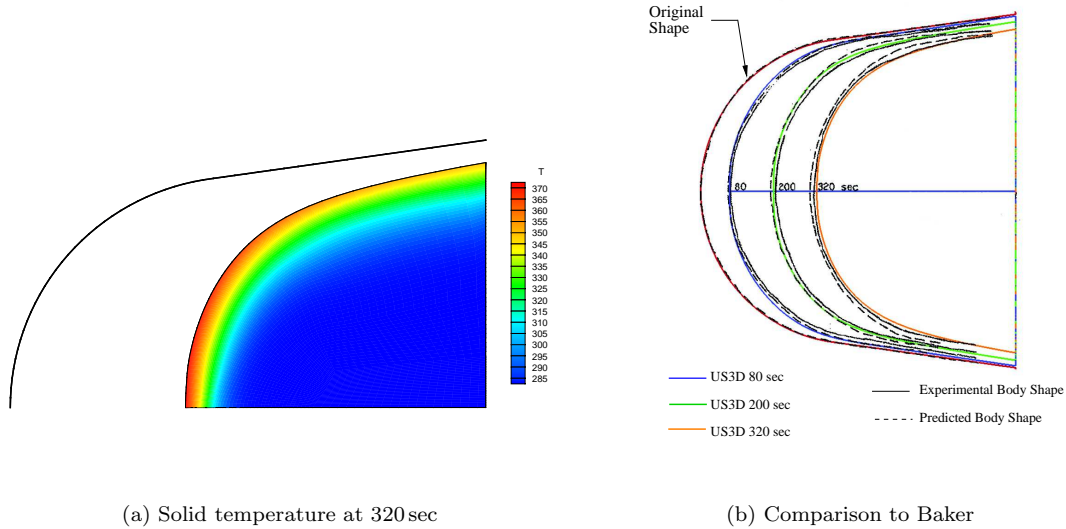 T
370
365
360
355
350
345
340
335
330
325
320
315
310
305
300
295
290
285
Original
Shape
80
200
320 sec
US3D 80 sec
US3D 200 sec
US3D 320 sec
Experimental Body Shape
Predicted Body Shape
(a) Solid temperature at 320 sec
(b) Comparison to Baker